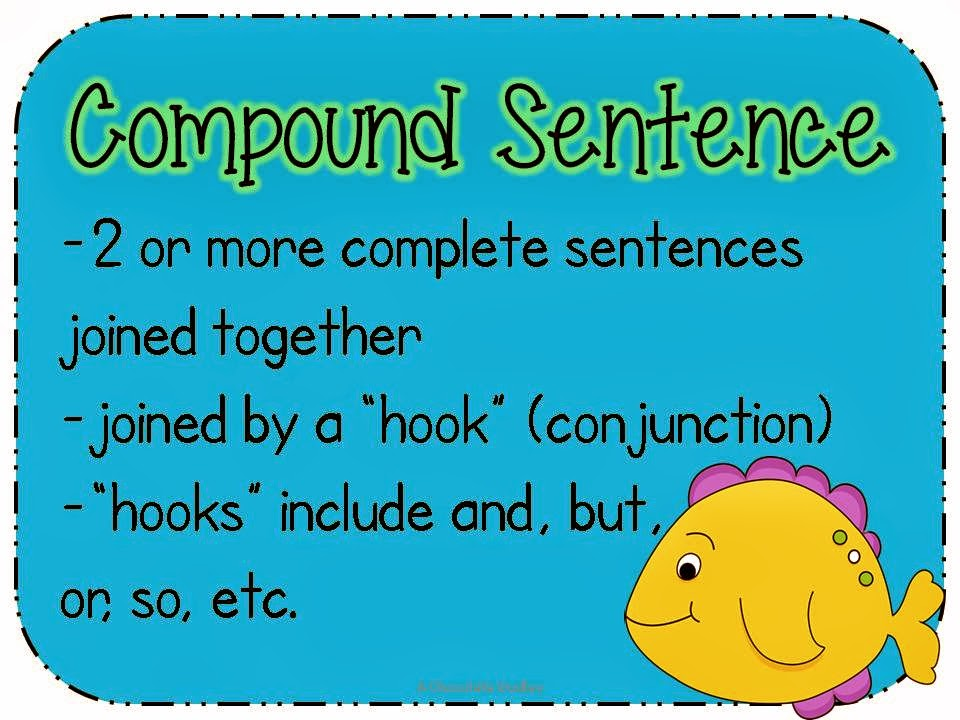 Compound Sentence
-2 or more complete sentences
joined together
-joined by a “hook” (conjunction)
-“hooks” include and, but,
or, so, etc.